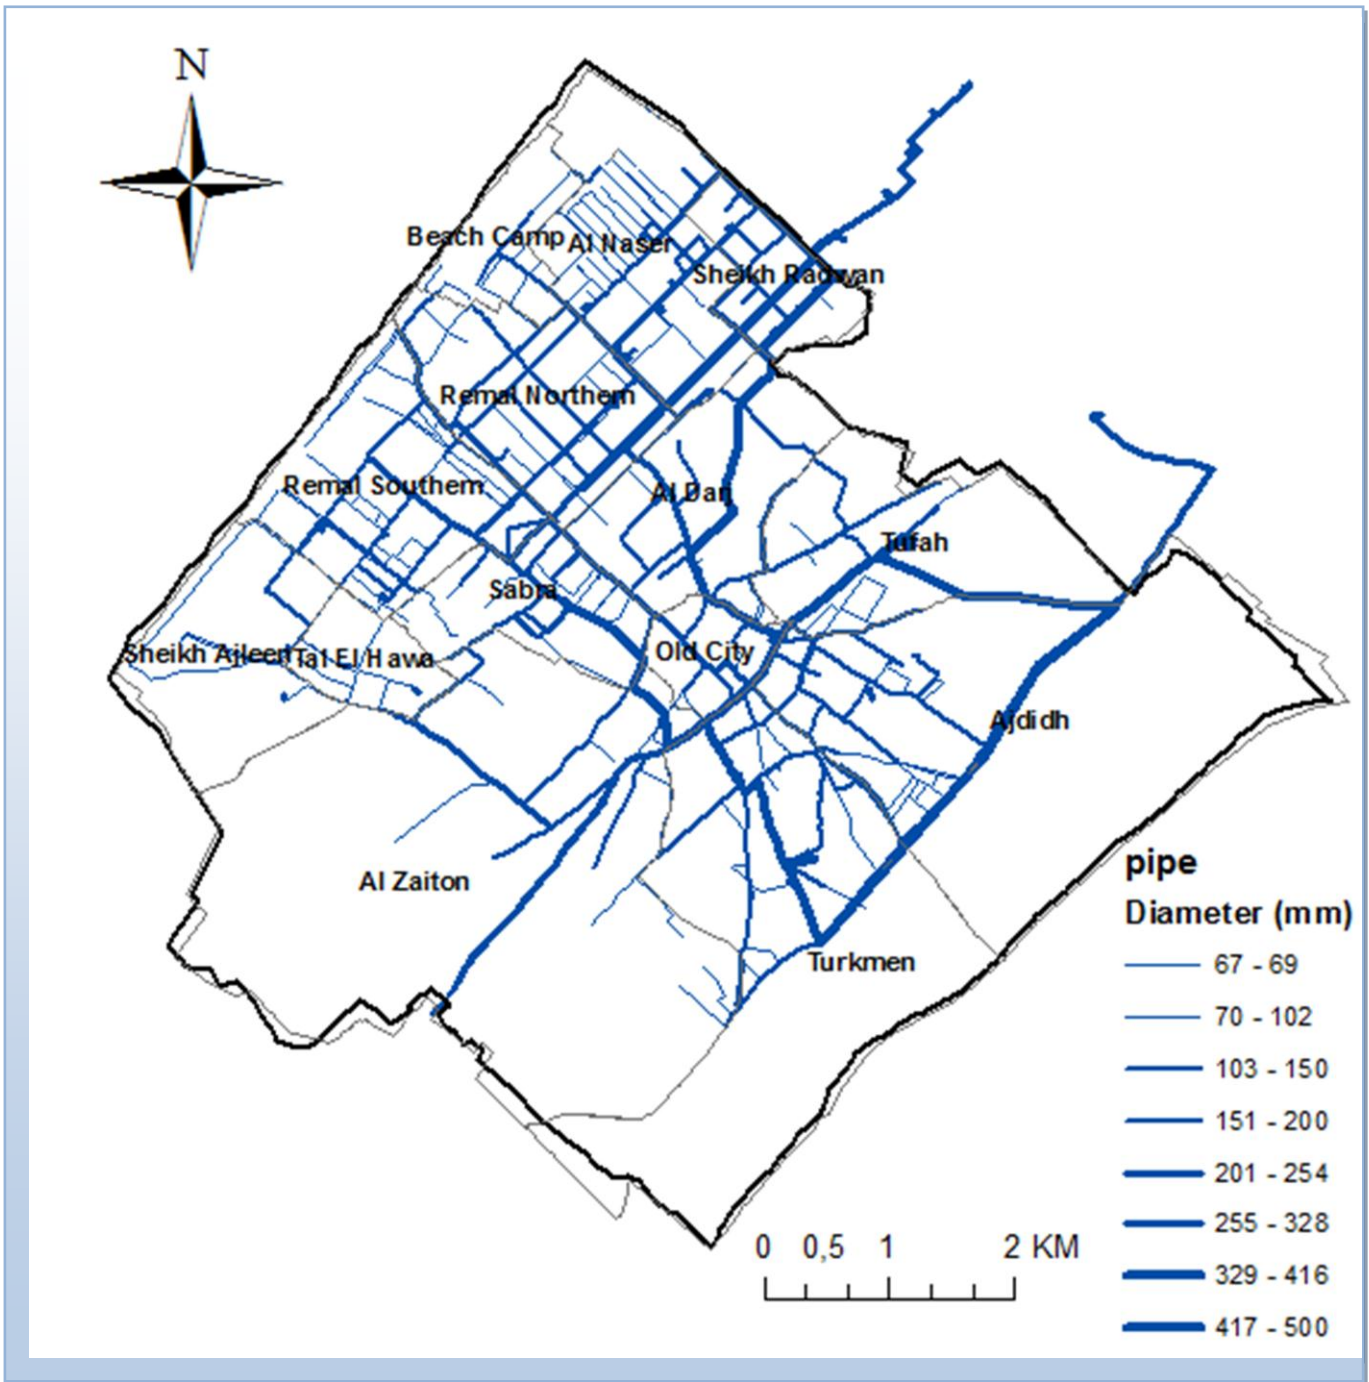 N
Beach Camp
Al Naser
Sheikh Radwan
Remal Northern
Remal Southern
Al Darj
Tufah
Sabra
Sheikh Ajleen
Tal El Hawa
Old City
Ajdidh
Al Zaiton
Turkmen
pipe
Diameter (mm)
67 - 69
70 - 102
103 - 150
151 - 200
201 - 254
255 - 328
329 - 416
417 - 500
0 0,5 1 2 KM